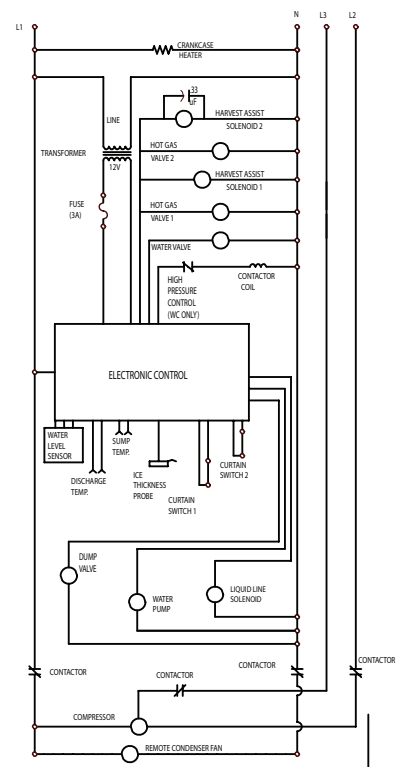 L1
N
L3
L2
CRANKCASE
HEATER
.33
uF
LINE
HARVEST ASSIST
SOLENOID 2
TRANSFORMER
HOT GAS
VALVE 2
12V
HARVEST ASSIST
SOLENOID 1
FUSE
(3A)
HOT GAS
VALVE 1
WATER VALVE
HIGH
PRESSURE
CONTROL
(WC ONLY)
CONTACTOR
COIL
ELECTRONIC CONTROL
WATER
LEVEL
SENSOR
SUMP
TEMP.
DISCHARGE
TEMP.
ICE
THICKNESS
PROBE
CURTAIN
SWITCH 1
CURTAIN
SWITCH 2
DUMP
VALVE
WATER
PUMP
LIQUID LINE
SOLENOID
CONTACTOR
CONTACTOR
CONTACTOR
CONTACTOR
COMPRESSOR
REMOTE CONDENSER FAN